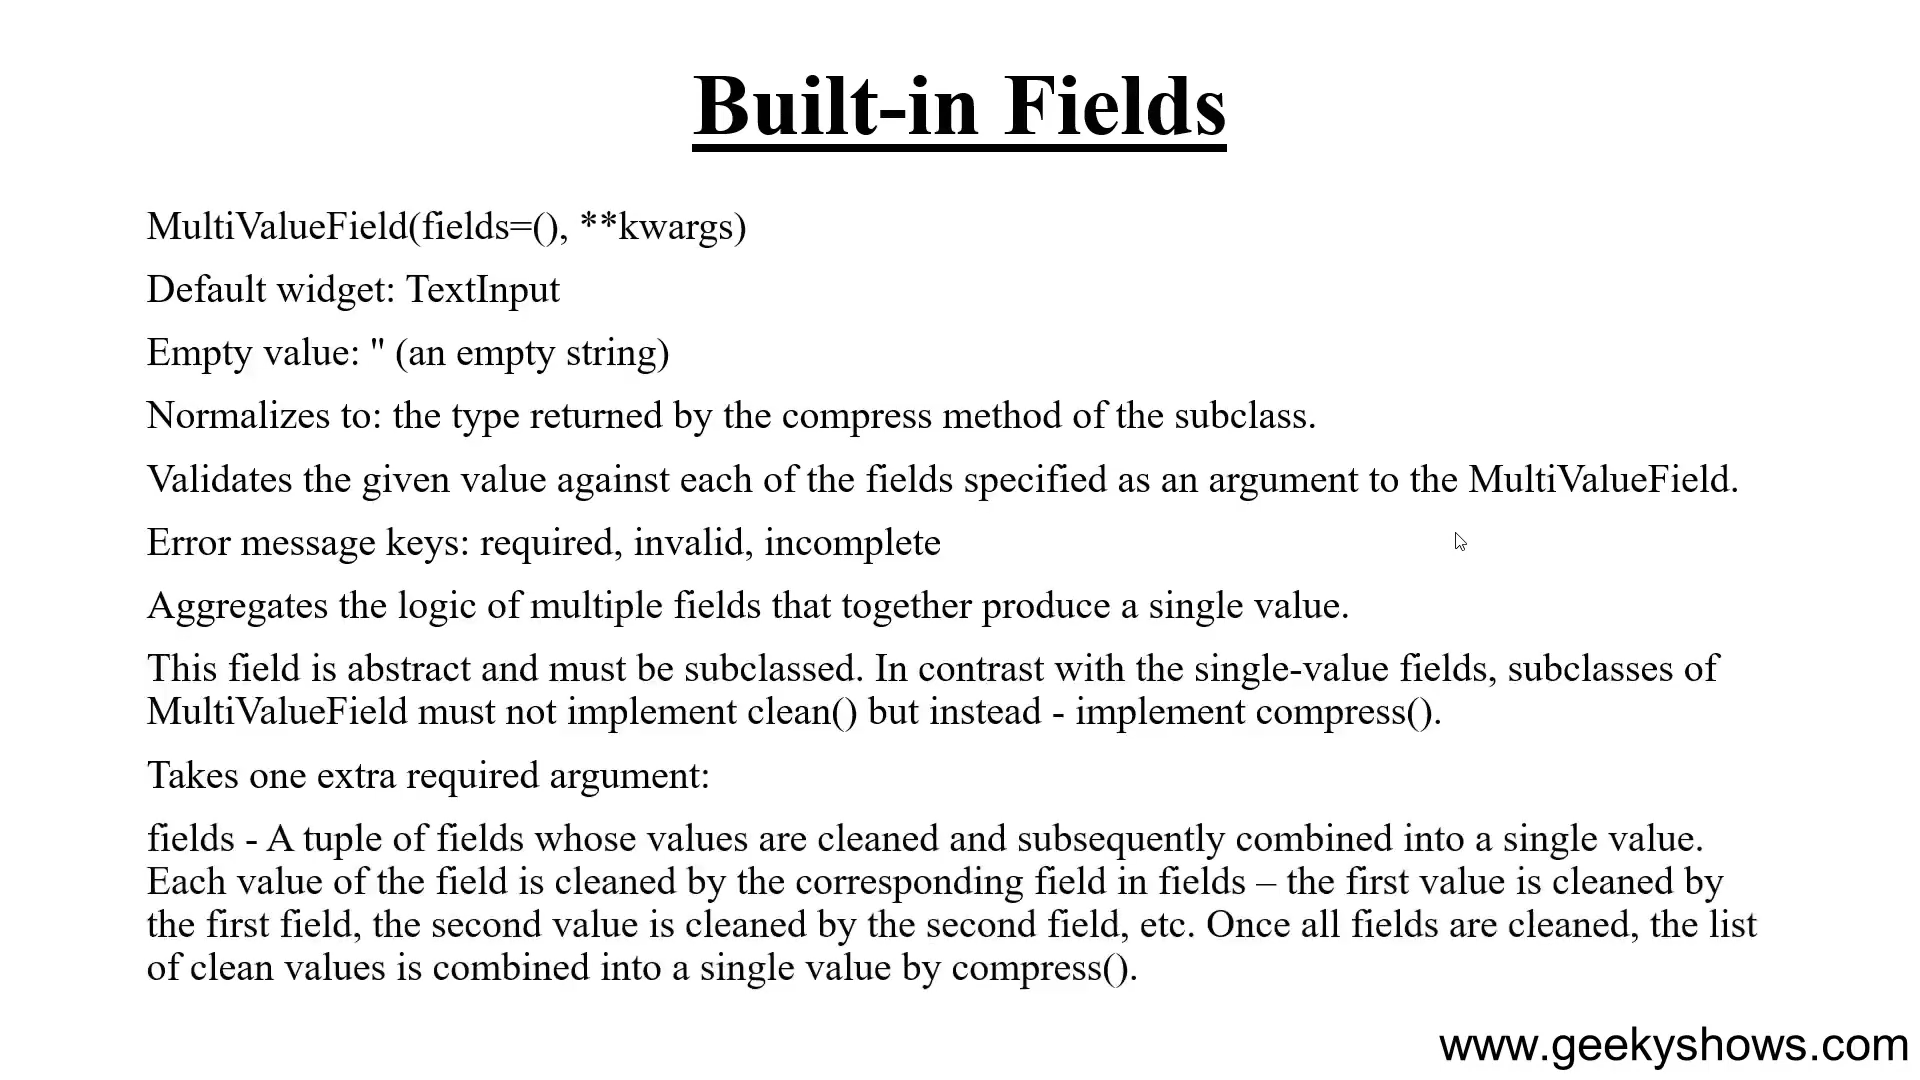 Built-in Fields
MultiValueField(fields=(), **kwargs)
Default widget: TextInput
Empty value: '' (an empty string)
Normalizes to: the type returned by the compress method of the subclass.
Validates the given value against each of the fields specified as an argument to the MultiValueField.
Error message keys: required, invalid, incomplete
Aggregates the logic of multiple fields that together produce a single value.
This field is abstract and must be subclassed. In contrast with the single-value fields, subclasses of
MultiValueField must not implement clean() but instead - implement compress().
Takes one extra required argument:
fields - A tuple of fields whose values are cleaned and subsequently combined into a single value.
Each value of the field is cleaned by the corresponding field in fields – the first value is cleaned by
the first field, the second value is cleaned by the second field, etc. Once all fields are cleaned, the list
of clean values is combined into a single value by compress().
www.geekyshows.com